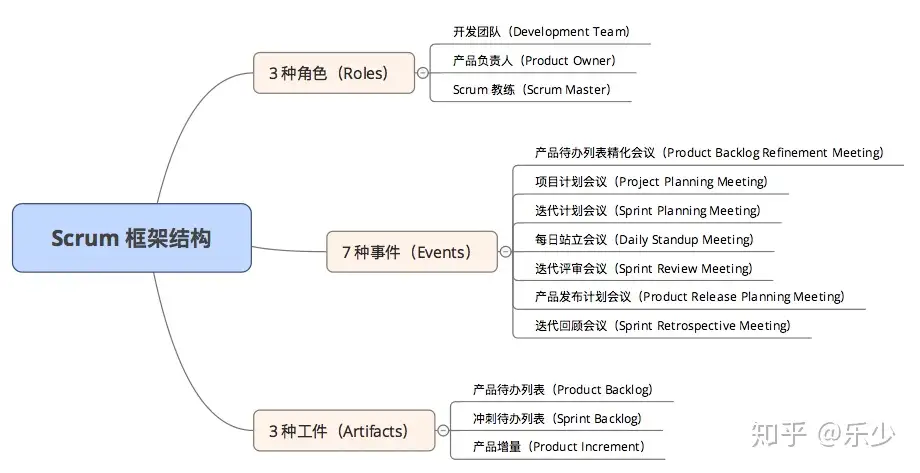 Scrum 框架结构
3 种角色（Roles）
开发团队（Development Team）
产品负责人（Product Owner）
Scrum 教练（Scrum Master）
7 种事件（Events）
产品待办列表精化会议（Product Backlog Refinement Meeting）
项目计划会议（Project Planning Meeting）
迭代计划会议（Sprint Planning Meeting）
每日站立会议（Daily Standup Meeting）
迭代评审会议（Sprint Review Meeting）
产品发布计划会议（Product Release Planning Meeting）
迭代回顾会议（Sprint Retrospective Meeting）
3 种工件（Artifacts）
产品待办列表（Product Backlog）
冲刺待办列表（Sprint Backlog）
产品增量（Product Increment）
知乎 @乐少